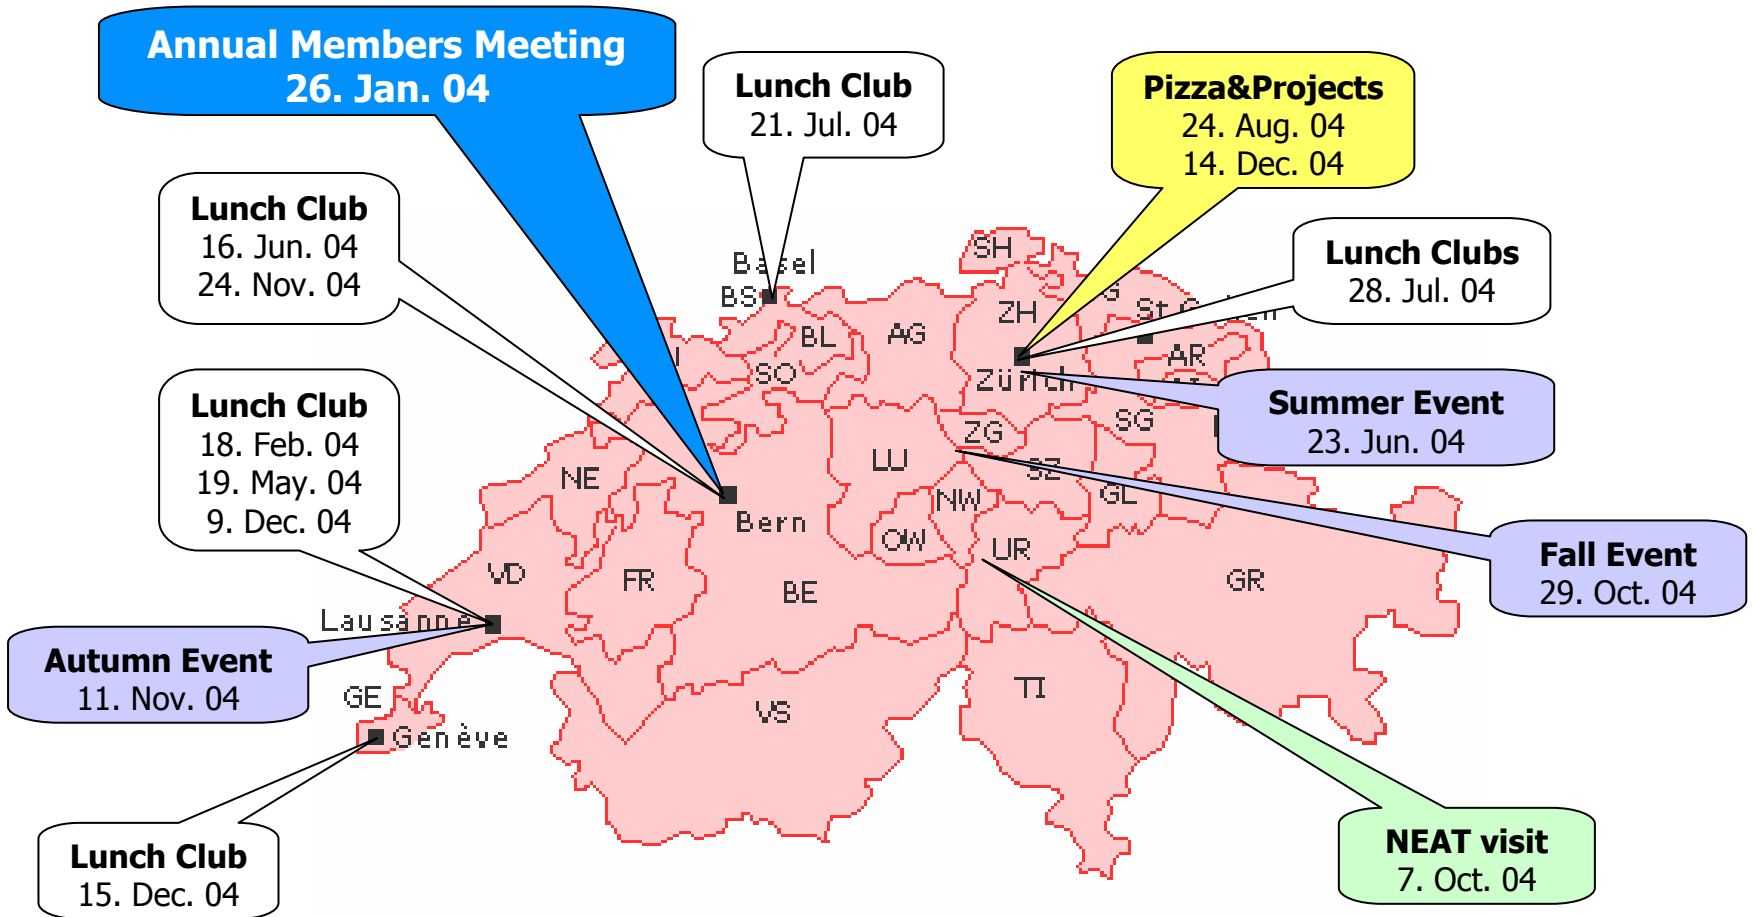 Annual Members Meeting
26. Jan. 04
Lunch Club
21. Jul. 04
Pizza&Projects
24. Aug. 04
14. Dec. 04
Lunch Club
16. Jun. 04
24. Nov. 04
Lunch Clubs
28. Jul. 04
Lunch Club
18. Feb. 04
19. May. 04
9. Dec. 04
Summer Event
23. Jun. 04
Fall Event
29. Oct. 04
Autumn Event
11. Nov. 04
Lunch Club
15. Dec. 04
NEAT visit
7. Oct. 04
Basel
BS
SH
ZH
BL
AG
SO
AR
Zürich
SG
ZG
LU
SZ
NE
GL
NW
Bern
OW
UR
VD
FR
BE
GR
Lausanne
GE
TI
VS
Genève